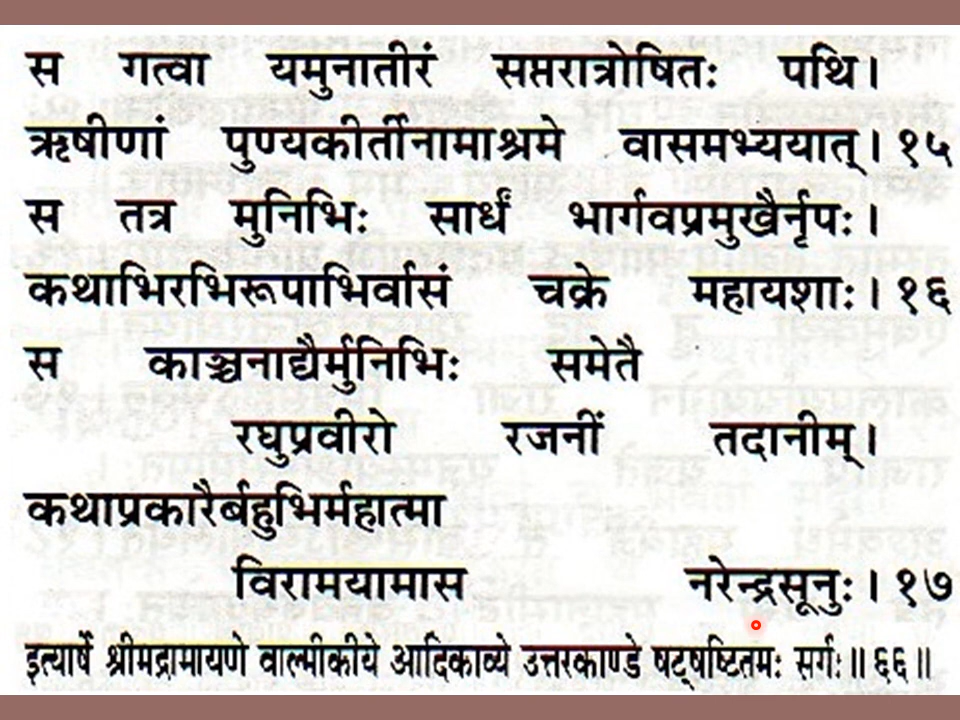 स गत्वा यमुनातीरं सप्तरात्रोषितः पथि।
ऋषीणां पुण्यकीर्तीनामाश्रमे वासमभ्ययात्। १५
स तत्र मुनिभिः सार्धं भार्गवप्रमुखैर्नृपः।
कथाभिरभिरूपाभिर्वासं चक्रे महायशाः। १६
स काञ्चनाद्यैर्मुनिभिः समेतै
रघुप्रवीरो रजनीं तदानीम्।
कथाप्रकारैर्बहुभिर्महात्मा
विरामयामास नरेन्द्रसूनुः। १७
इत्यार्षे श्रीमद्रामायणे वाल्मीकीये आदिकाव्ये उत्तरकाण्डे षट्षष्टितमः सर्गः॥ ६६॥